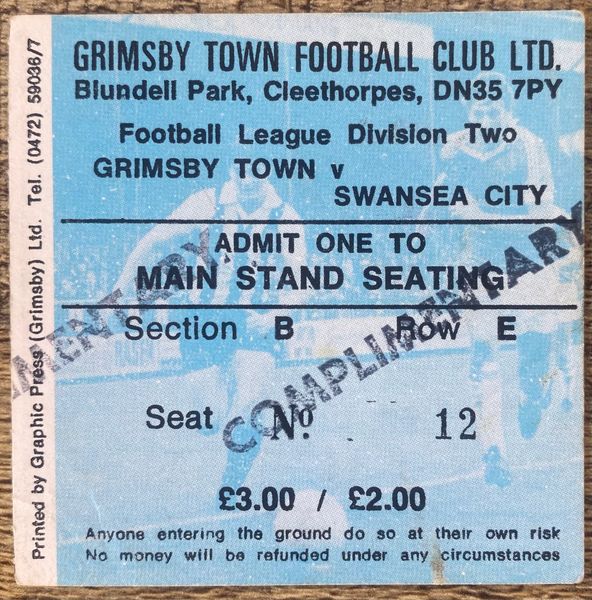 GRIMSBY TOWN FOOTBALL CLUB LTD.
Blundell Park, Cleethorpes, DN35 7PY
Football League Division Two
GRIMSBY TOWN v
SWANSEA CITY
ADMIT ONE TO
MAIN STAND SEATING
Section B Row E
Seat No. 12
£3.00 / £2.00
Anyone entering the ground do so at their own risk
No money will be refunded under any circumstances
COMPLIMENTARY
MENTARY
Printed by Graphic Press (Grimsby) Ltd. Tel. (0472) 59036/7